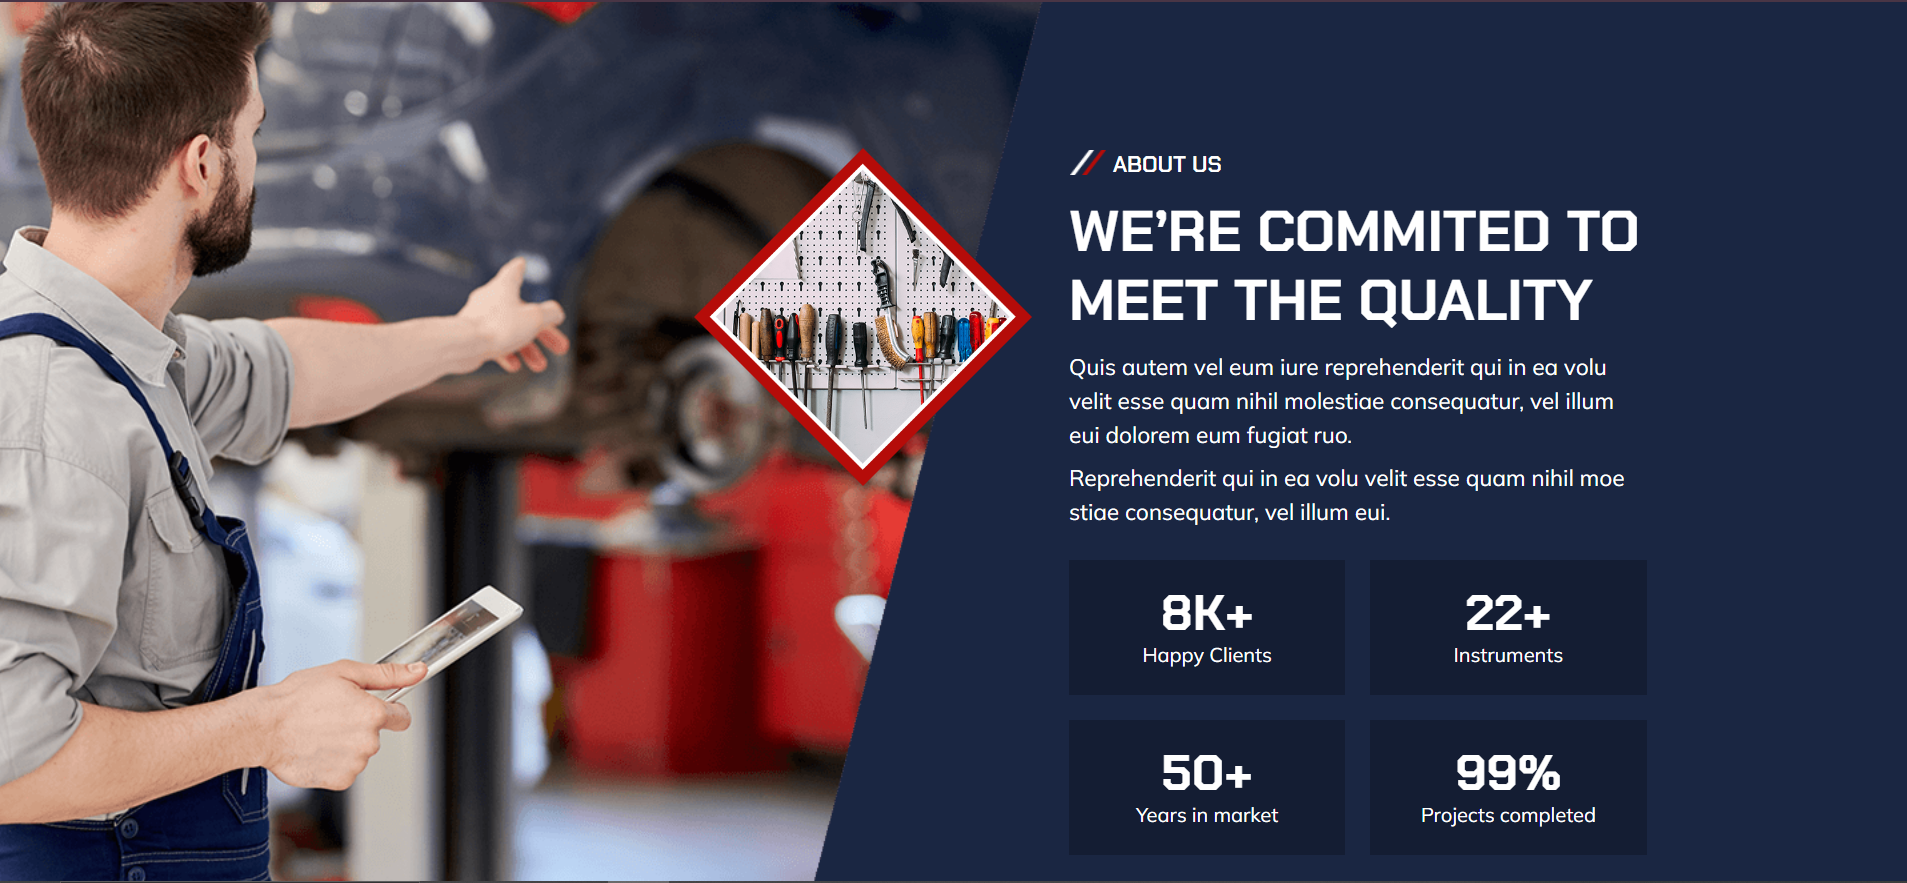 ABOUT US
WE’RE COMMITED TO
MEET THE QUALITY
Quis autem vel eum iure reprehenderit qui in ea volu
velit esse quam nihil molestiae consequatur, vel illum
eui dolorem eum fugiat ruo.
Reprehenderit qui in ea volu velit esse quam nihil moe
stiae consequatur, vel illum eui.
8K+
Happy Clients
22+
Instruments
50+
Years in market
99%
Projects completed